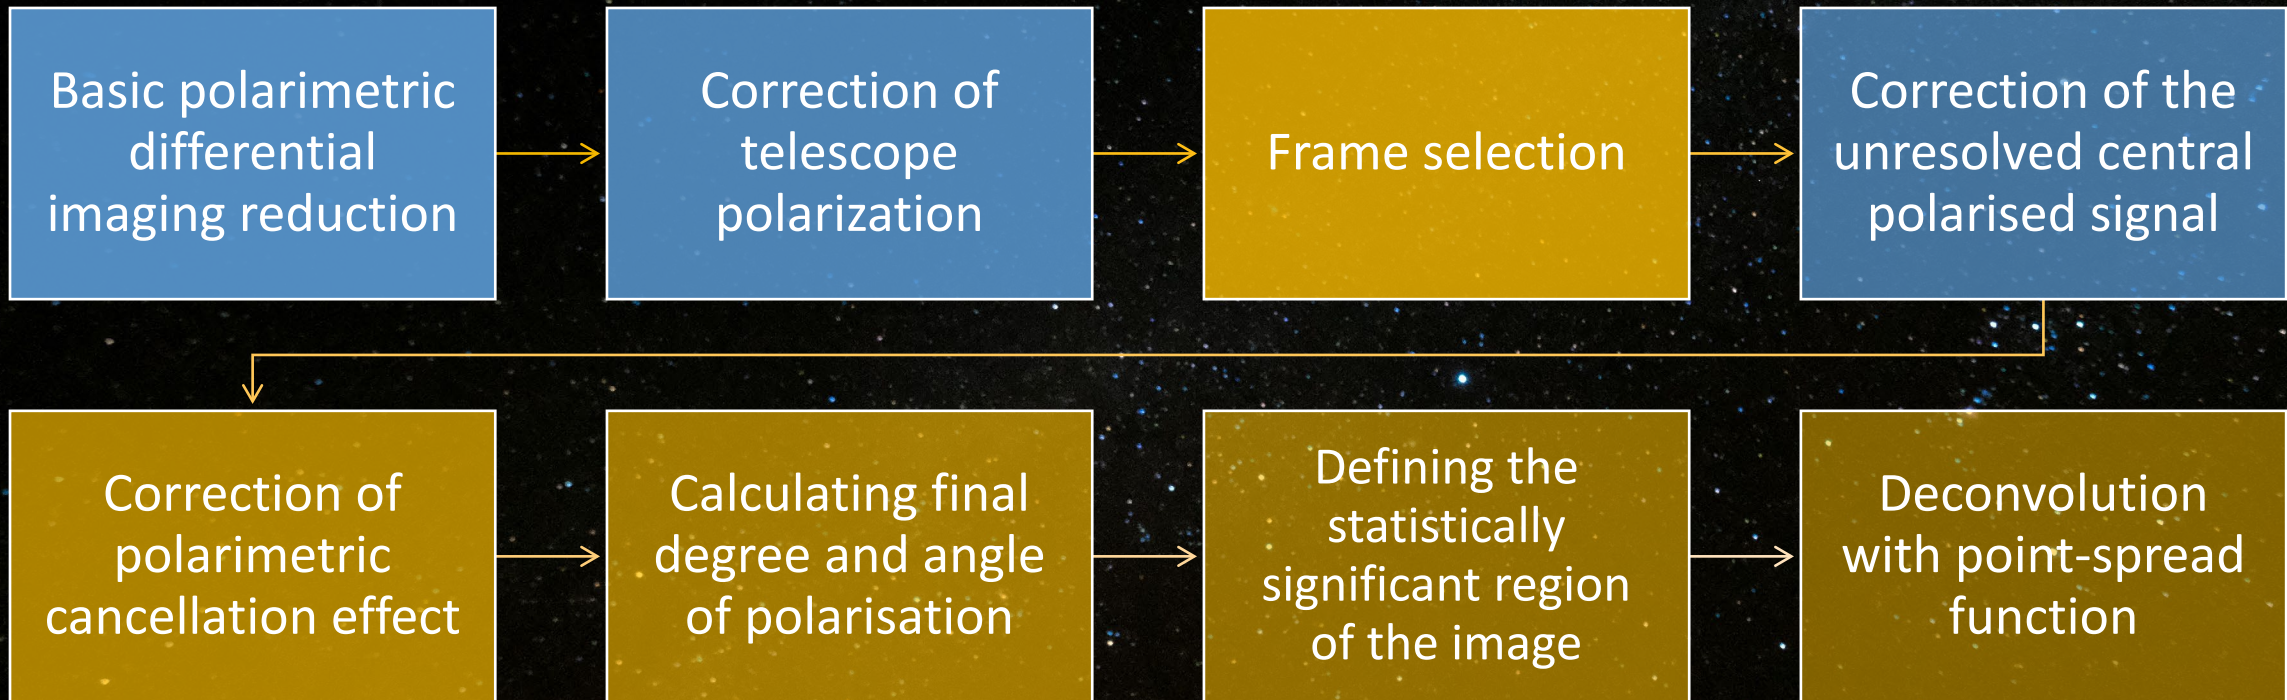 Basic polarimetric
differential
imaging reduction
Correction of
telescope
polarization
Frame selection
Correction of the
unresolved central
polarised signal
Correction of
polarimetric
cancellation effect
Calculating final
degree and angle
of polarisation
Defining the
statistically
significant region
of the image
Deconvolution
with point-spread
function